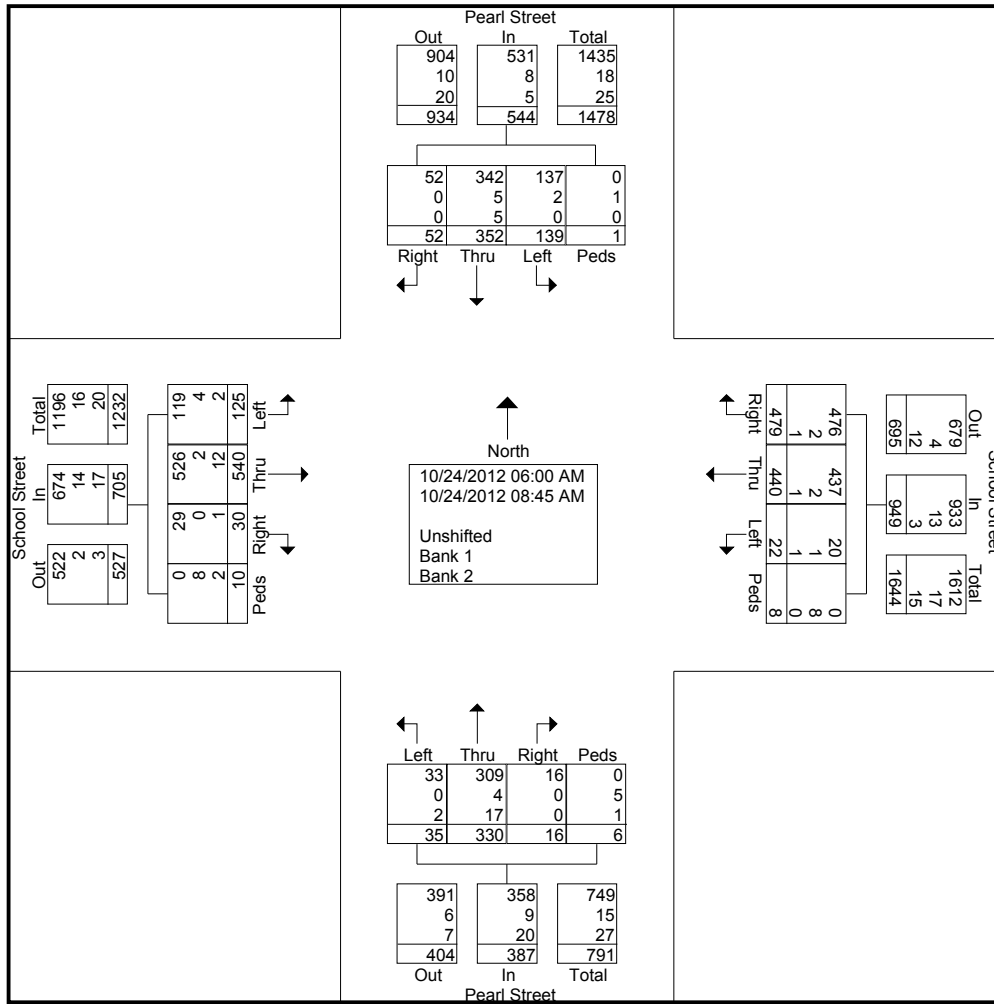 Pearl Street
Out In Total
904 531 1435
10 8 18
20 5 25
934 544 1478
52 342 137 0
0 5 2 1
0 5 0 0
52 352 139 1
Right Thru Left Peds
School Street
Total In Out
1196 674 522
16 14 2
20 17 3
1232 705 527
119 526 29 0
4 2 0 8
2 12 1 2
125 540 30 10
Left Thru Right Peds
North
10/24/2012 06:00 AM
10/24/2012 08:45 AM
Unshifted
Bank 1
Bank 2
Right Thru Left Peds
479 440 22 8
1 1 1 0
2 2 1 8
476 437 20 0
School Street
Out In Total
679 933 1612
4 13 17
12 3 15
695 949 1644
Left Thru Right Peds
33 309 16 0
0 4 0 5
2 17 0 1
35 330 16 6
391 358 749
6 9 15
7 20 27
404 387 791
Out In Total
Pearl Street